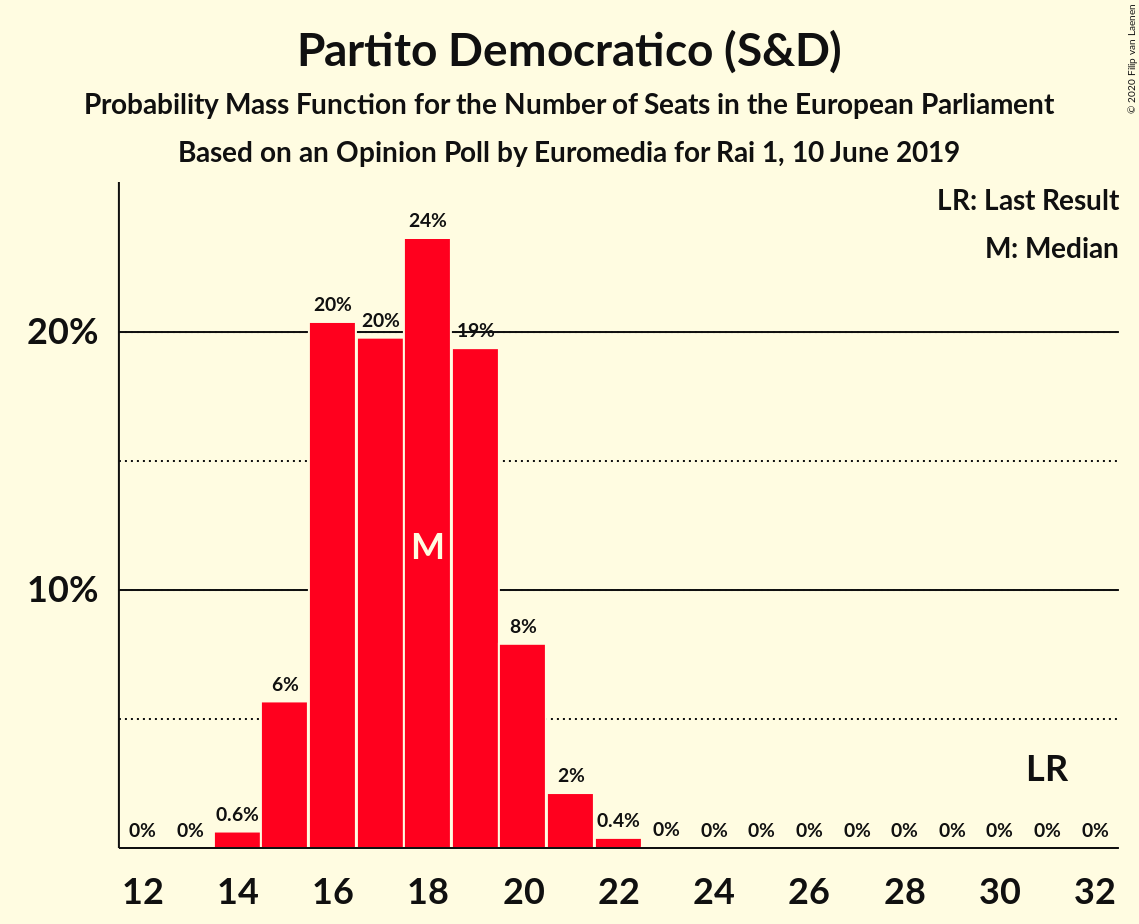 © 2020 Filip van Laenen
Partito Democratico (S&D)
Probability Mass Function for the Number of Seats in the European Parliament
Based on an Opinion Poll by Euromedia for Rai 1, 10 June 2019
LR: Last Result
M: Median
24%
20%
20%
19%
20%
M
10%
8%
6%
2%
LR
0% 0% 0.6% 0.4% 0% 0% 0% 0% 0% 0% 0% 0% 0% 0%
12 14 16 18 20 22 24 26 28 30 32